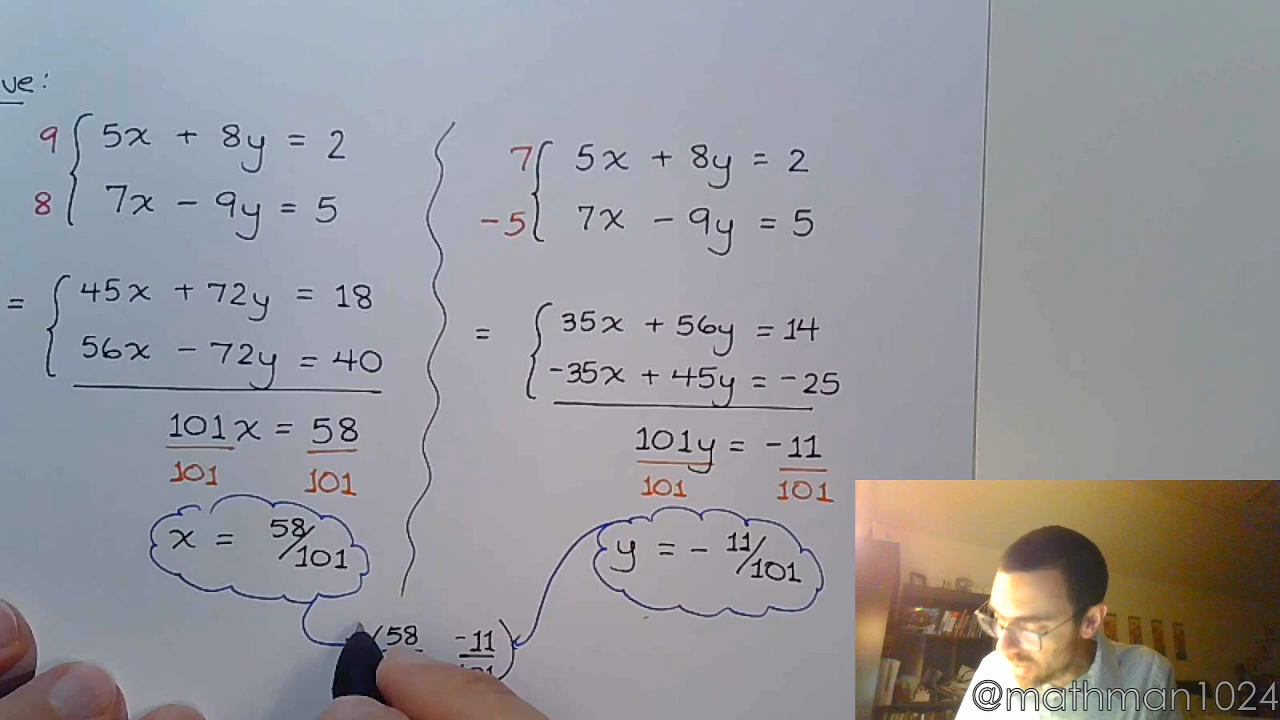 ve:
9 5x + 8y = 2
8 7x - 9y = 5
= 45x + 72y = 18
56x - 72y = 40
101x = 58
101 101
x = 58/101
7 5x + 8y = 2
-5 7x - 9y = 5
= 35x + 56y = 14
-35x + 45y = -25
101y = -11
101 101
y = - 11/101
(58 -11)
@mathman1024